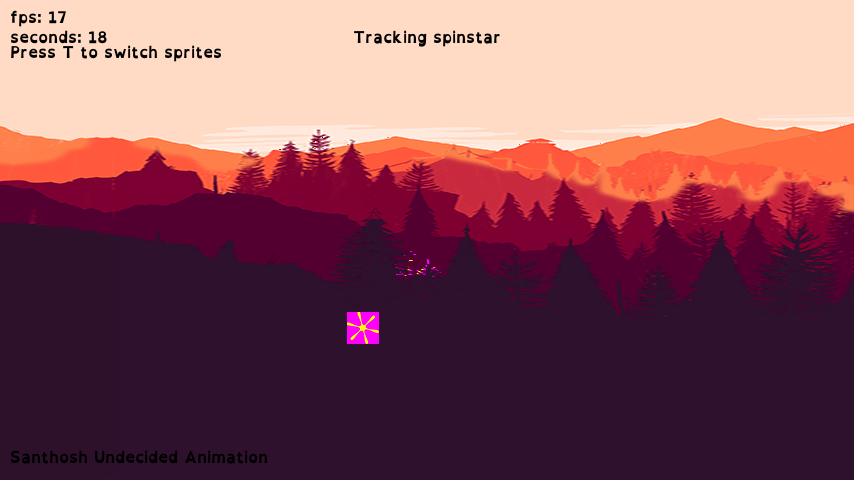 fps: 17
seconds: 18
Tracking spinstar
Press T to switch sprites
Santhosh Undecided Animation